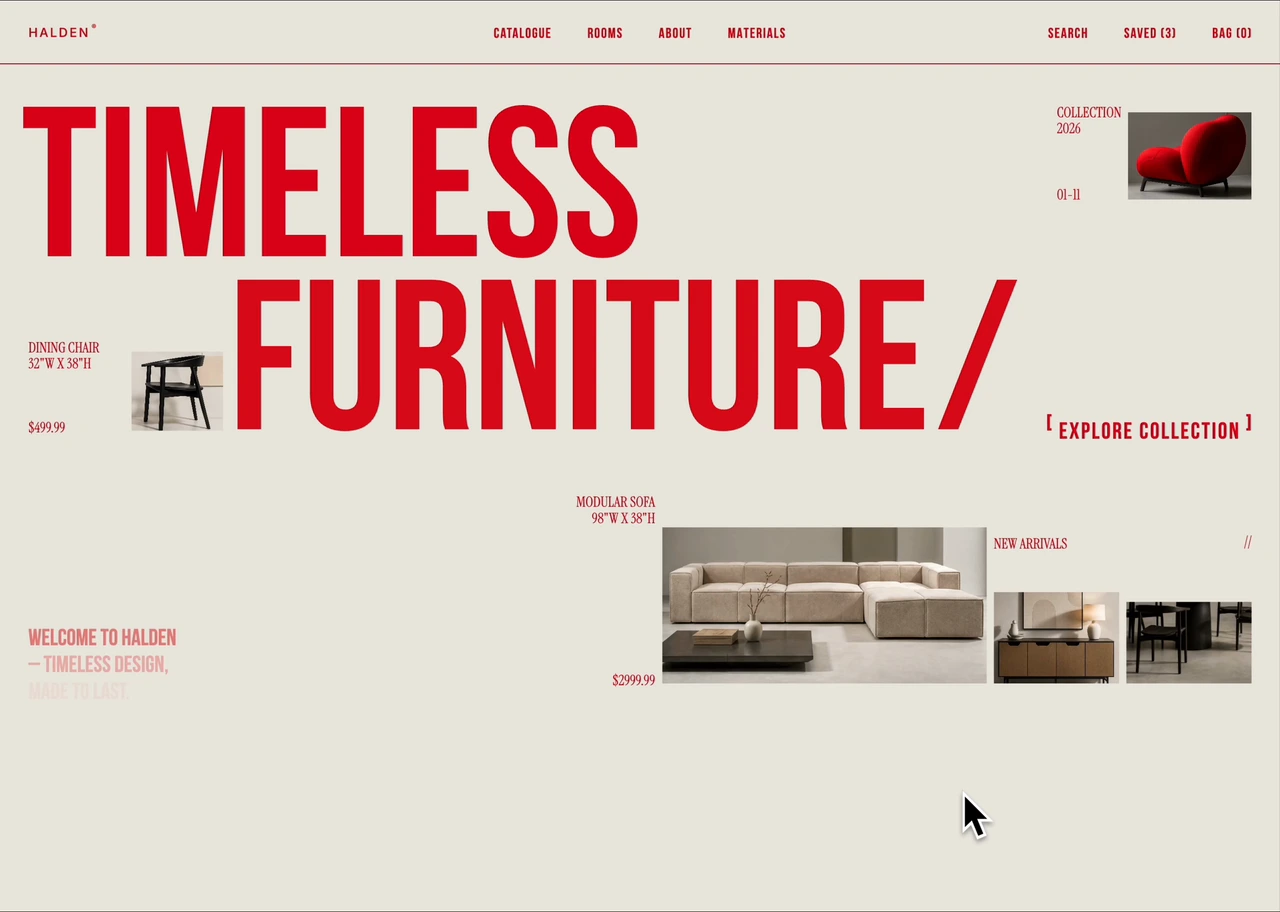 HALDEN®
CATALOGUE ROOMS ABOUT MATERIALS
SEARCH SAVED (3) BAG (0)
TIMELESS
FURNITURE/
COLLECTION
2026
01-11
DINING CHAIR
32"W X 38"H
$499.99
[ EXPLORE COLLECTION ]
MODULAR SOFA
98"W X 38"H
$2999.99
NEW ARRIVALS //
WELCOME TO HALDEN
– TIMELESS DESIGN,
MADE TO LAST.